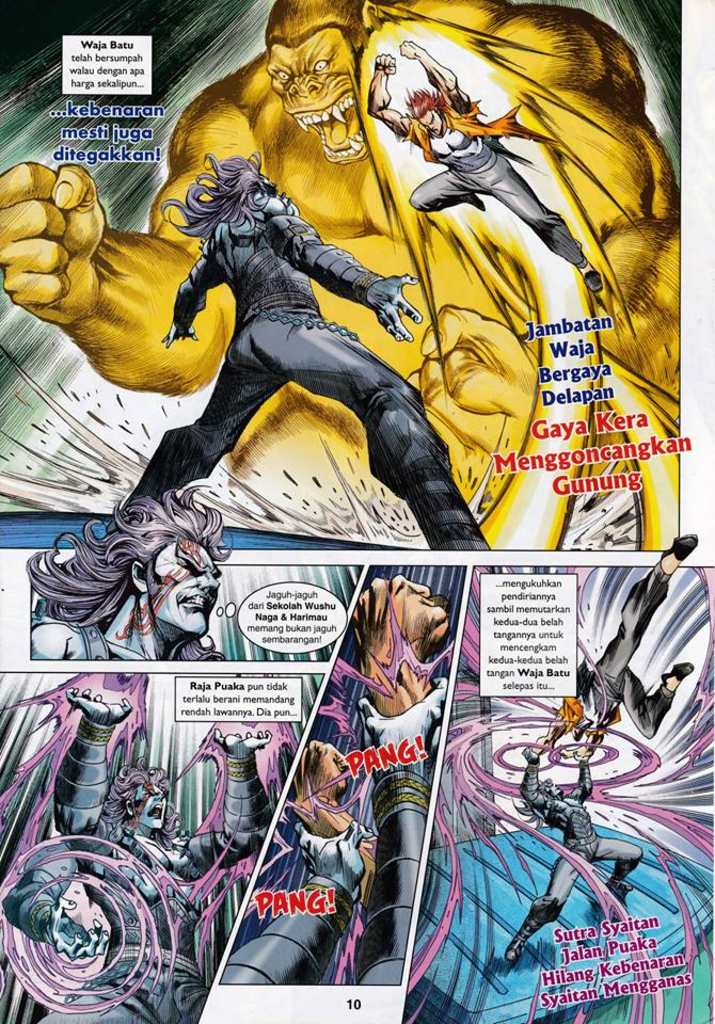 Waja Batu
telah bersumpah
walau dengan apa
harga sekalipun...
...kebenaran
mesti juga
ditegakkan!
Jambatan
Waja
Bergaya
Delapan
Gaya Kera
Menggoncangkan
Gunung
Jaguh-jaguh
dari Sekolah Wushu
Naga & Harimau
memang bukan jaguh
sembarangan!
Raja Puaka pun tidak
terlalu berani memandang
rendah lawannya. Dia pun...
PANG!
PANG!
...mengukuhkan
pendiriannya
sambil memutarkan
kedua-dua belah
tangannya untuk
mencengkam
kedua-kedua belah
tangan Waja Batu
selepas itu...
Sutra Syaitan
Jalan Puaka
Hilang Kebenaran,
Syaitan Mengganas
10